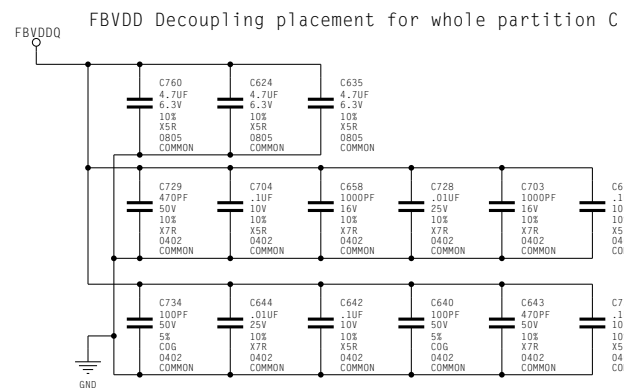 FBVDD Decoupling placement for whole partition C
FBVDDQ
C760
4.7UF
6.3V
10%
X5R
0805
COMMON
C624
4.7UF
6.3V
10%
X5R
0805
COMMON
C635
4.7UF
6.3V
10%
X5R
0805
COMMON
C729
470PF
50V
10%
X7R
0402
COMMON
C704
.1UF
10V
10%
X5R
0402
COMMON
C658
1000PF
16V
10%
X7R
0402
COMMON
C728
.01UF
25V
10%
X7R
0402
COMMON
C703
1000PF
16V
10%
X7R
0402
COMMON
C734
100PF
50V
5%
COG
0402
COMMON
C644
.01UF
25V
10%
X7R
0402
COMMON
C642
.1UF
10V
10%
X5R
0402
COMMON
C640
100PF
50V
5%
COG
0402
COMMON
C643
470PF
50V
10%
X7R
0402
COMMON
GND